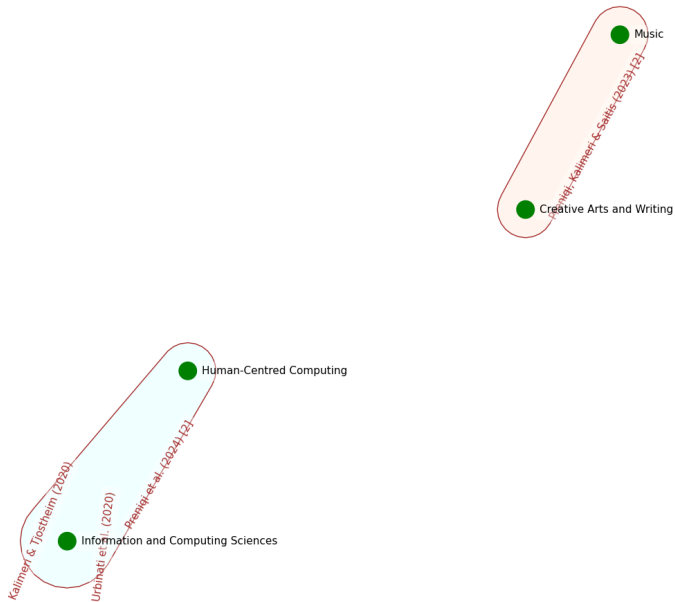 Music
Preniqi, Kalimeri & Saitis (2023) [2]
Creative Arts and Writing
Human-Centred Computing
Preniqi et al. (2024) [2]
Kalimeri & Tjostheim (2020)
Urbinati et al. (2020)
Information and Computing Sciences